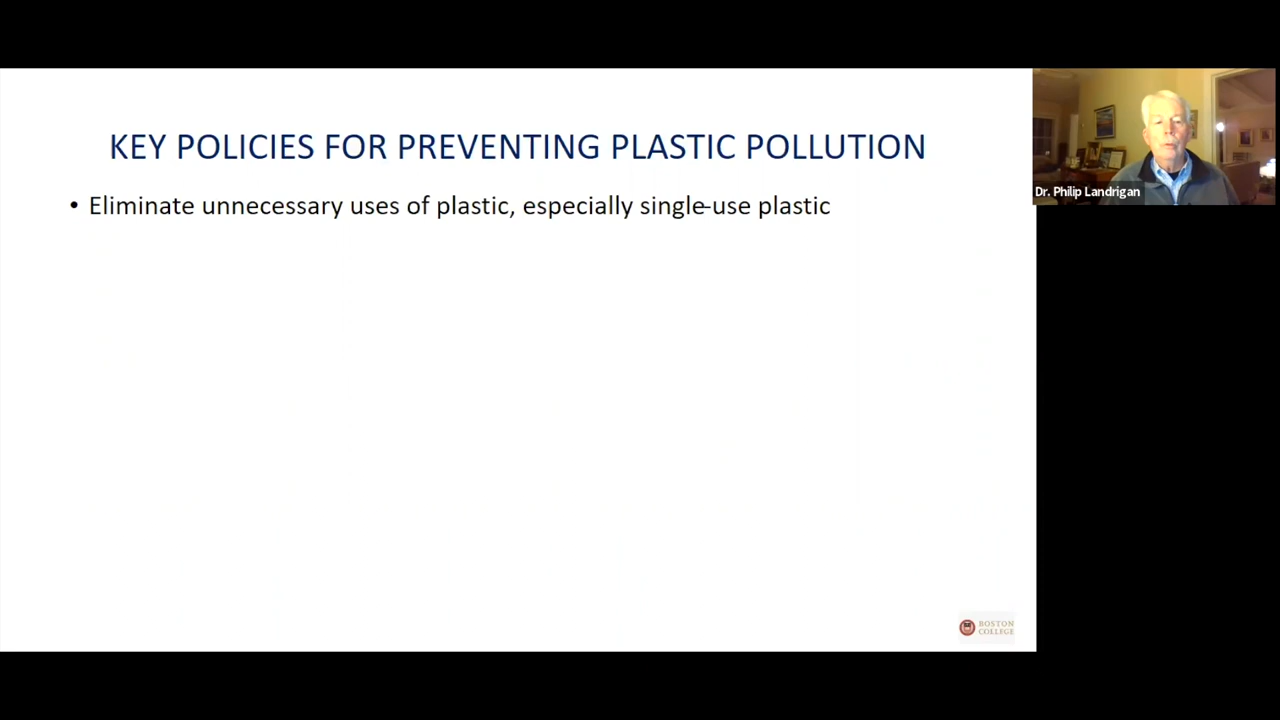 KEY POLICIES FOR PREVENTING PLASTIC POLLUTION
• Eliminate unnecessary uses of plastic, especially single-use plastic
Dr. Philip Landrigan
BOSTON
COLLEGE